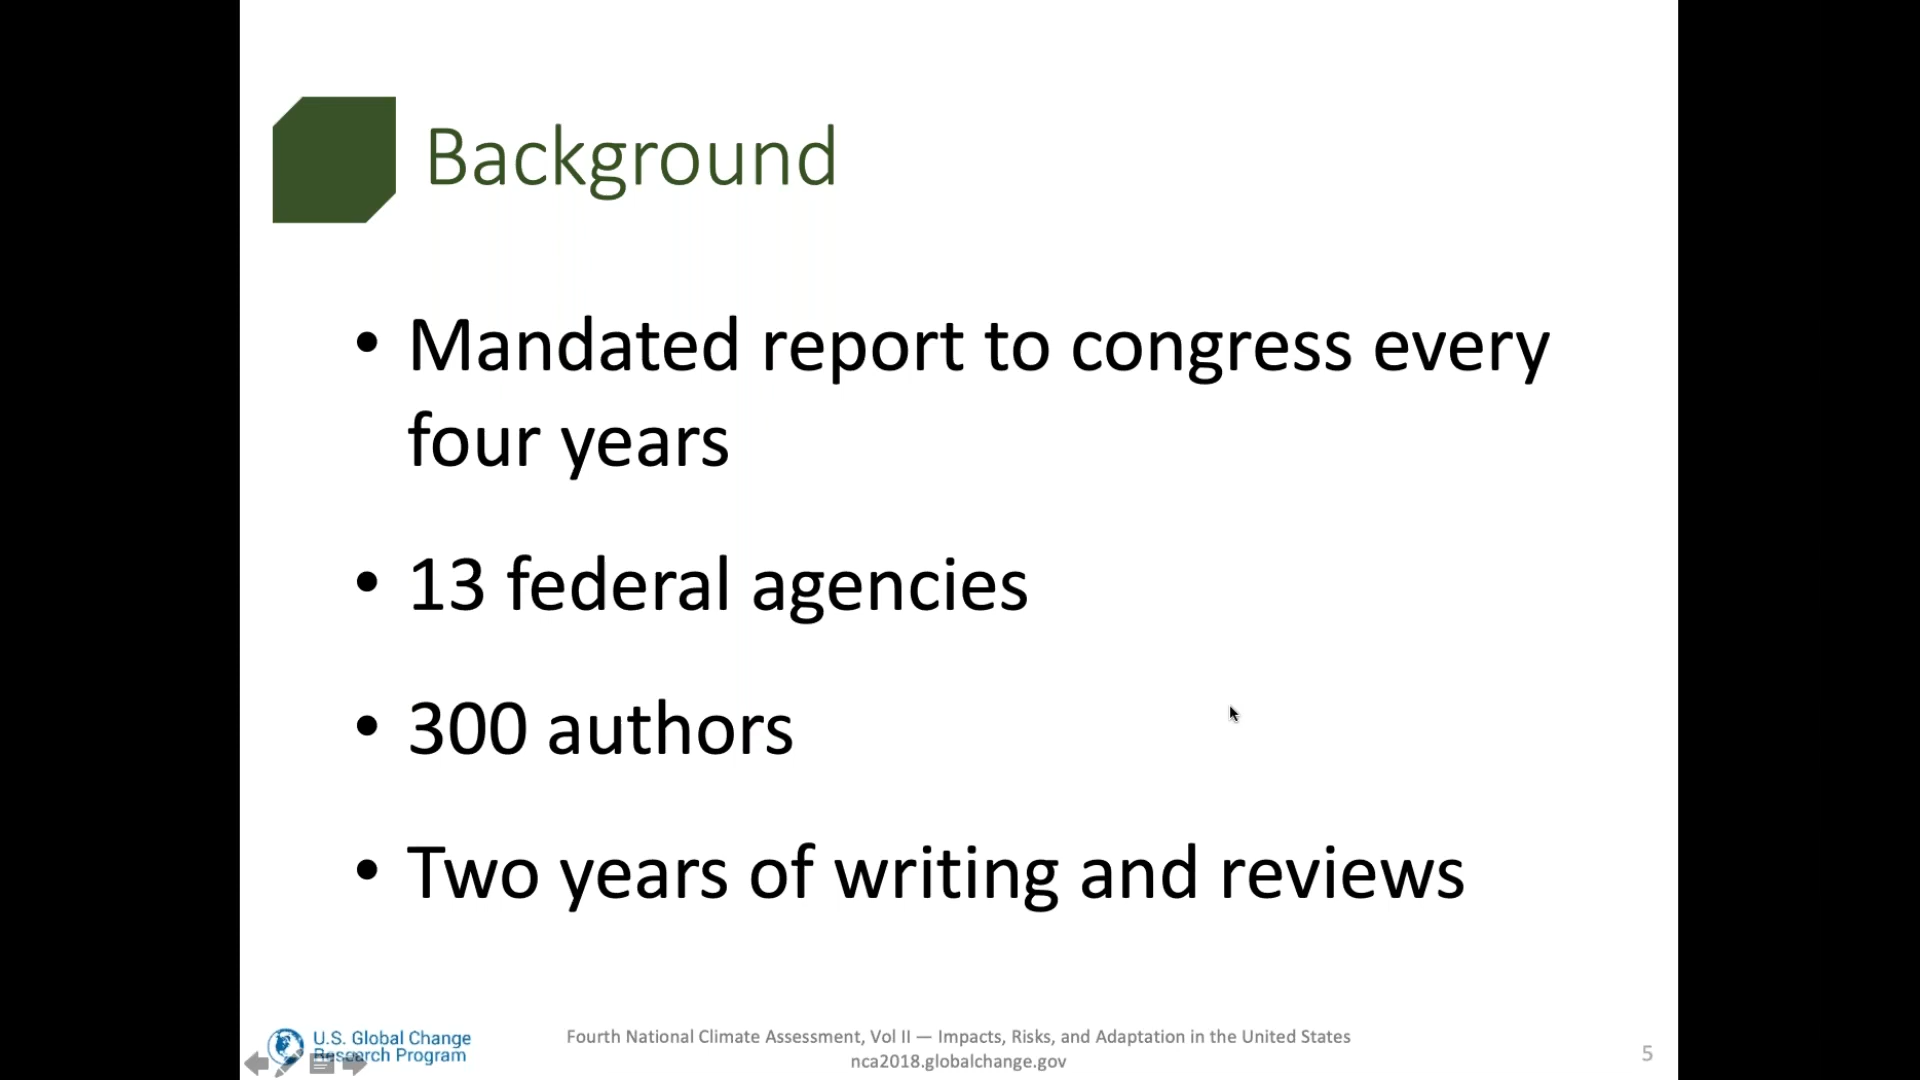 Background
• Mandated report to congress every
four years
• 13 federal agencies
• 300 authors
• Two years of writing and reviews
U.S. Global Change
Research Program
Fourth National Climate Assessment, Vol II — Impacts, Risks, and Adaptation in the United States
nca2018.globalchange.gov
5